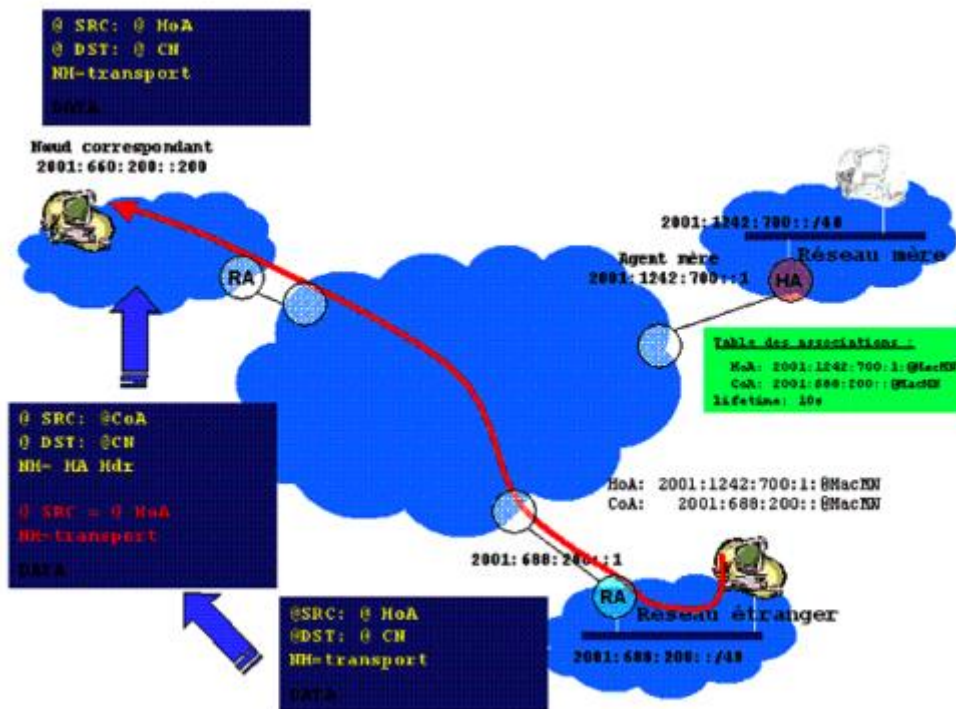 @ SRC: @ HoA
@ DST: @ CN
NH=transport
DATA
Nœud correspondant
2001:660:200::200
2001:1242:700::/48
Réseau mère
Agent mère
2001:1242:700::1
RA
HA
Table des associations :
HoA: 2001:1242:700:1:@MacMN
CoA: 2001:688:200::@MacMN
lifetime: 10s
@ SRC: @CoA
@ DST: @CN
NH= HA Hdr
@ SRC = @ HoA
NH=transport
DATA
HoA: 2001:1242:700:1:@MacMN
CoA: 2001:688:200::@MacMN
2001:688:200::1
RA
Réseau étranger
2001:688:200::/48
@SRC: @ HoA
@DST: @ CN
NH=transport
DATA